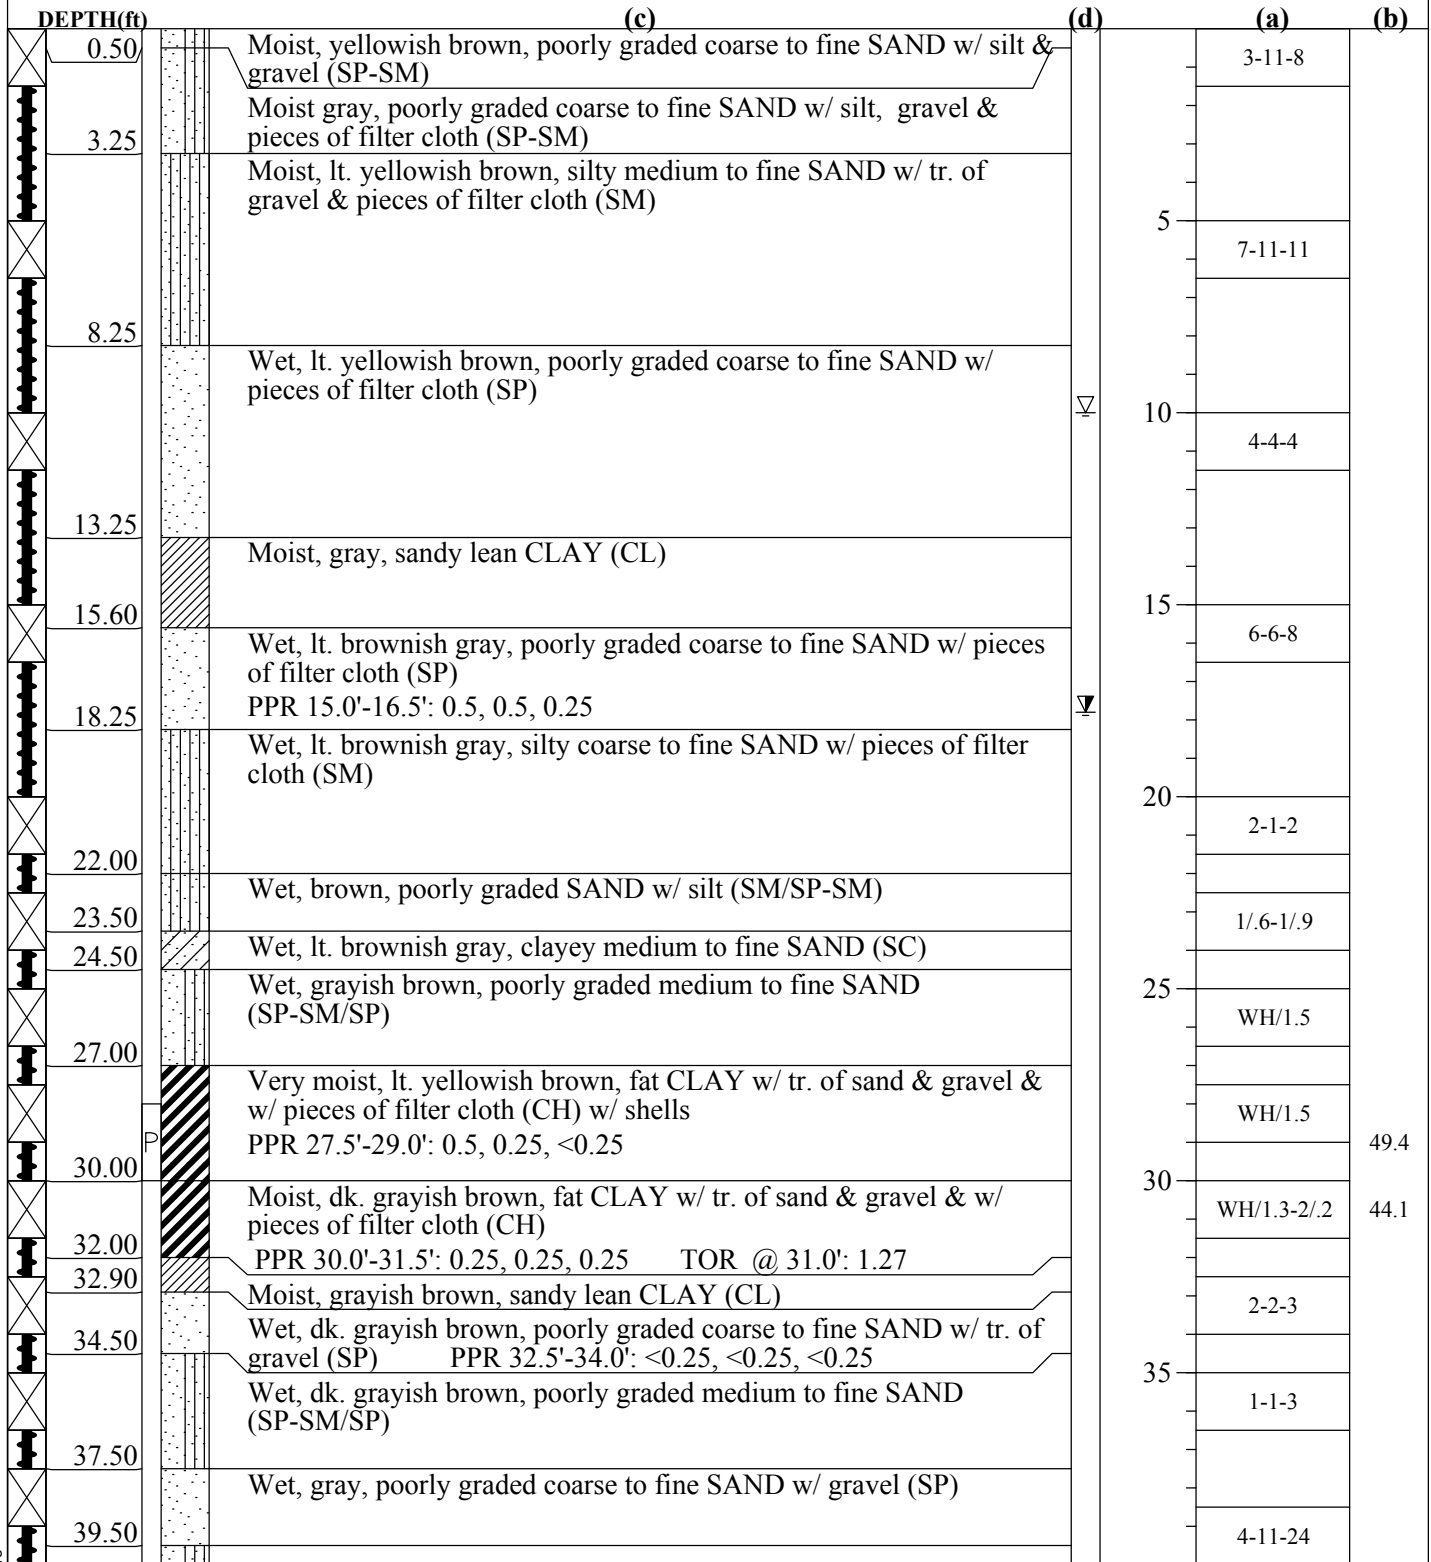 DEPTH(ft) (c) (d) (a) (b)
0.50 Moist, yellowish brown, poorly graded coarse to fine SAND w/ silt & 3-11-8
gravel (SP-SM)
Moist gray, poorly graded coarse to fine SAND w/ silt, gravel &
3.25 pieces of filter cloth (SP-SM)
Moist, lt. yellowish brown, silty medium to fine SAND w/ tr. of
gravel & pieces of filter cloth (SM)
5
7-11-11
8.25
Wet, lt. yellowish brown, poorly graded coarse to fine SAND w/
pieces of filter cloth (SP)
10
4-4-4
13.25
Moist, gray, sandy lean CLAY (CL)
15.60 15
Wet, lt. brownish gray, poorly graded coarse to fine SAND w/ pieces 6-6-8
of filter cloth (SP)
18.25 PPR 15.0'-16.5': 0.5, 0.5, 0.25
Wet, lt. brownish gray, silty coarse to fine SAND w/ pieces of filter
cloth (SM)
20
2-1-2
22.00
Wet, brown, poorly graded SAND w/ silt (SM/SP-SM)
23.50 1/.6-1/.9
24.50 Wet, lt. brownish gray, clayey medium to fine SAND (SC)
Wet, grayish brown, poorly graded medium to fine SAND 25
(SP-SM/SP) WH/1.5
27.00
Very moist, lt. yellowish brown, fat CLAY w/ tr. of sand & gravel &
w/ pieces of filter cloth (CH) w/ shells WH/1.5
P PPR 27.5'-29.0': 0.5, 0.25, <0.25 49.4
30.00 30
Moist, dk. grayish brown, fat CLAY w/ tr. of sand & gravel & w/ WH/1.3-2/.2 44.1
pieces of filter cloth (CH)
32.00 PPR 30.0'-31.5': 0.25, 0.25, 0.25 TOR @ 31.0': 1.27
32.90 Moist, grayish brown, sandy lean CLAY (CL) 2-2-3
Wet, dk. grayish brown, poorly graded coarse to fine SAND w/ tr. of
34.50 gravel (SP) PPR 32.5'-34.0': <0.25, <0.25, <0.25
35
Wet, dk. grayish brown, poorly graded medium to fine SAND 1-1-3
(SP-SM/SP)
37.50
Wet, gray, poorly graded coarse to fine SAND w/ gravel (SP)
39.50 4-11-24